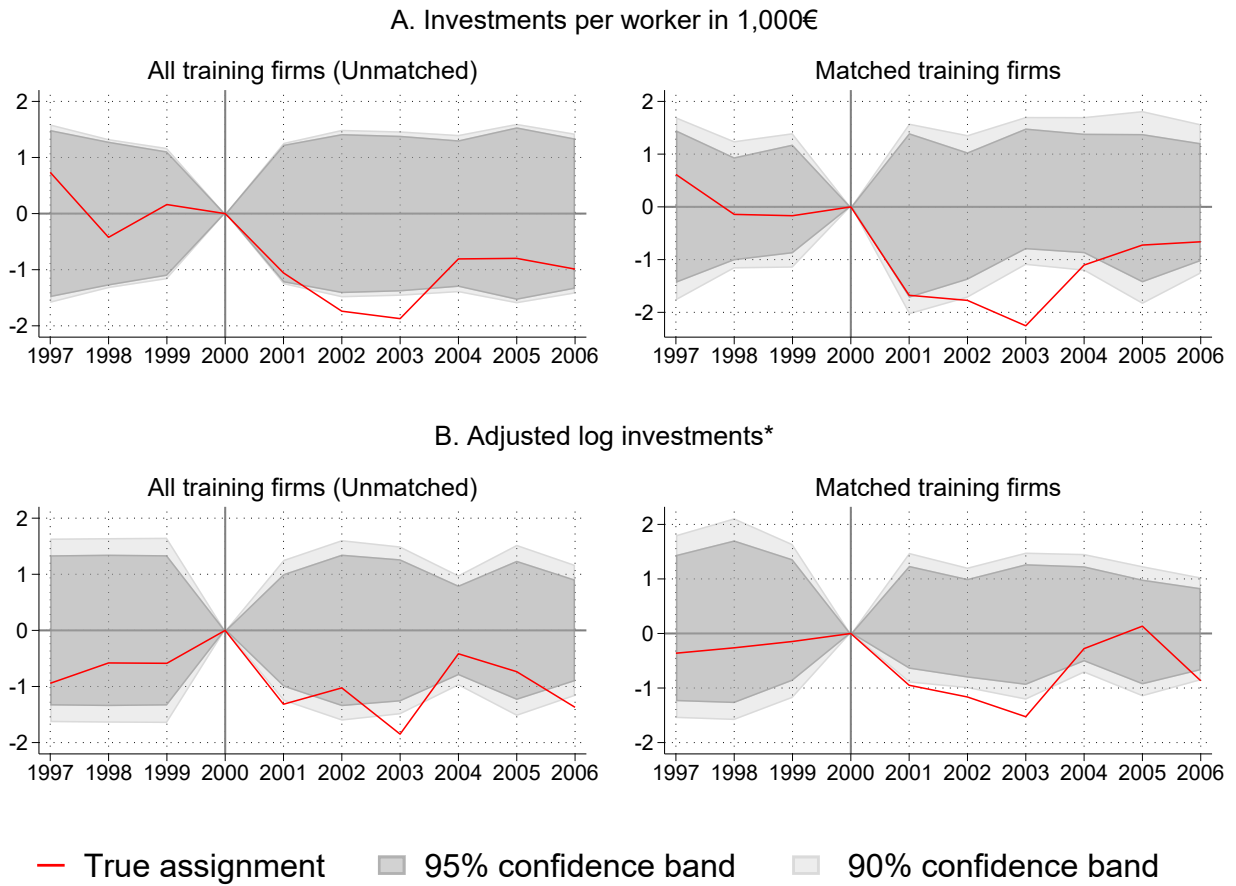 A. Investments per worker in 1,000€
All training firms (Unmatched)
2
1
0
-1
-2
1997 1998 1999 2000 2001 2002 2003 2004 2005 2006
Matched training firms
2
1
0
-1
-2
1997 1998 1999 2000 2001 2002 2003 2004 2005 2006
B. Adjusted log investments*
All training firms (Unmatched)
2
1
0
-1
-2
1997 1998 1999 2000 2001 2002 2003 2004 2005 2006
Matched training firms
2
1
0
-1
-2
1997 1998 1999 2000 2001 2002 2003 2004 2005 2006
True assignment 95% confidence band 90% confidence band